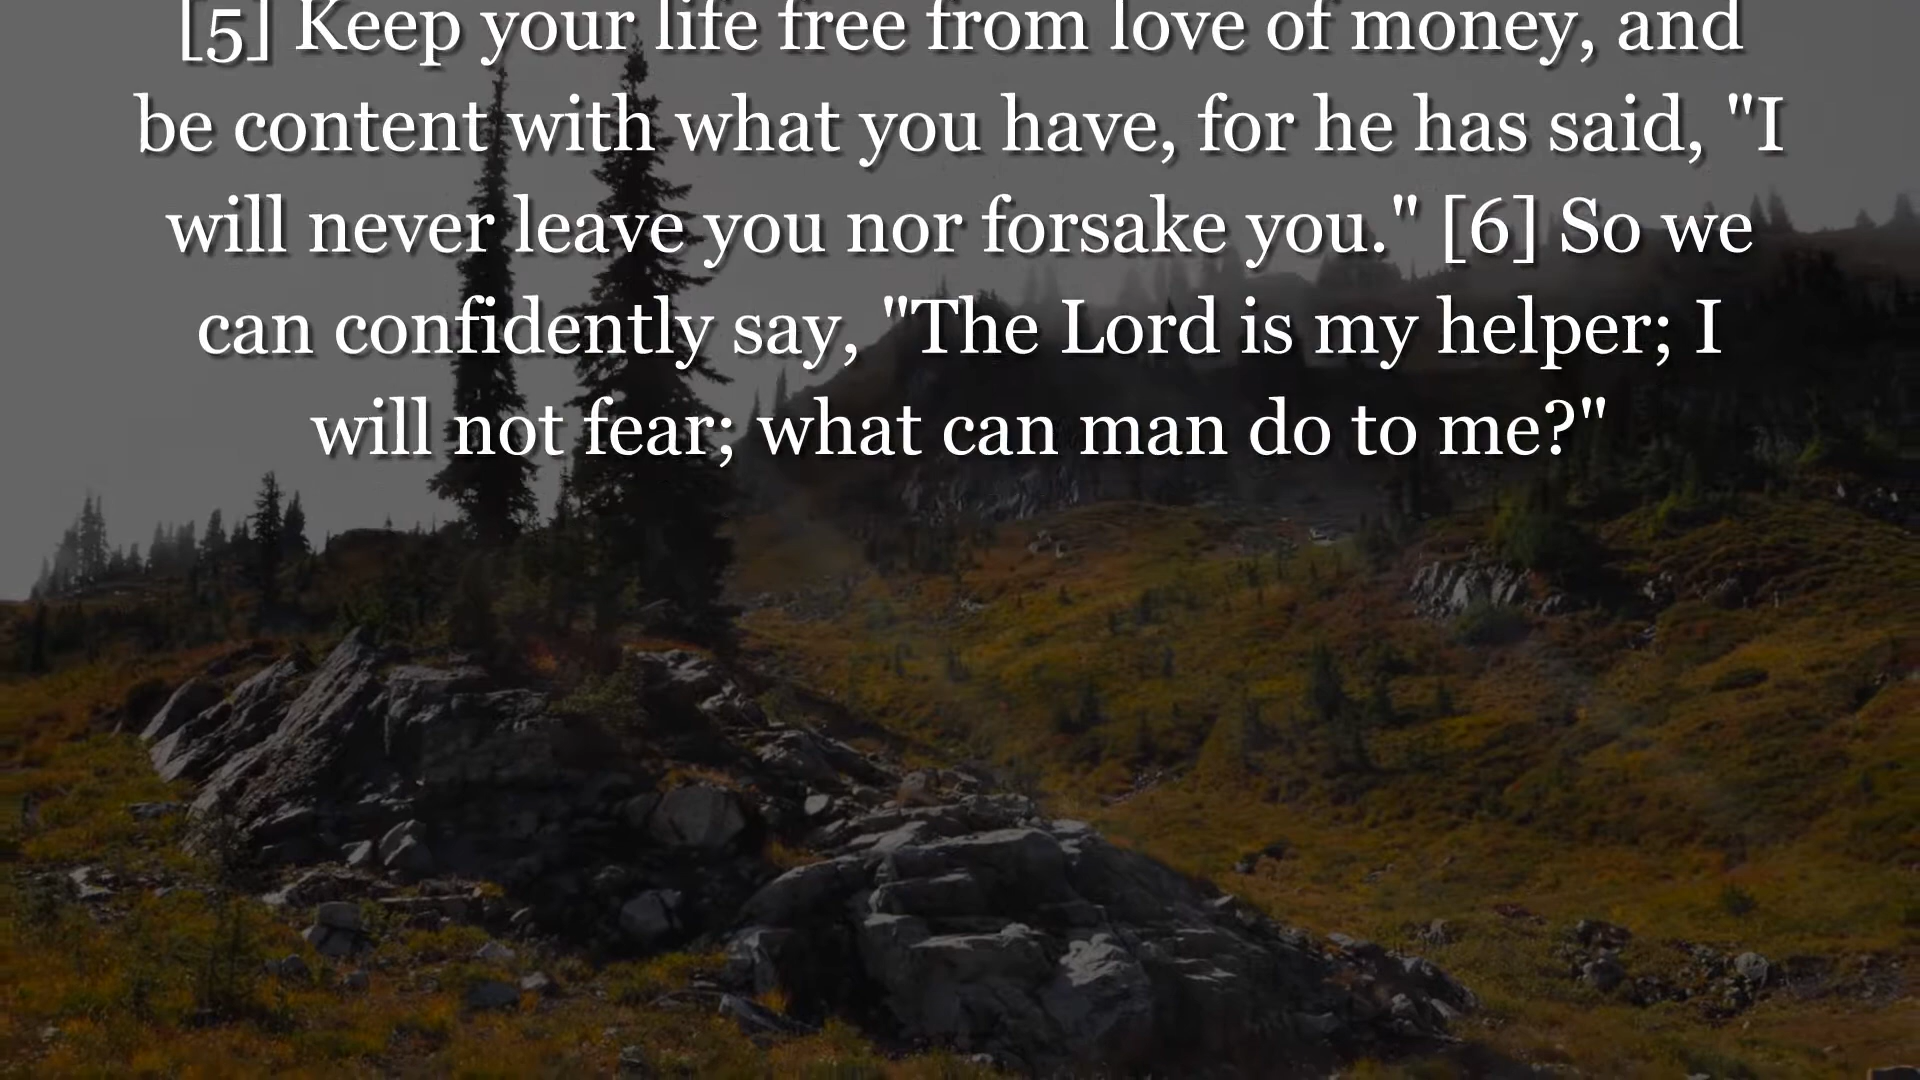 [5] Keep your life free from love of money, and
be content with what you have, for he has said, "I
will never leave you nor forsake you." [6] So we
can confidently say, "The Lord is my helper; I
will not fear; what can man do to me?"